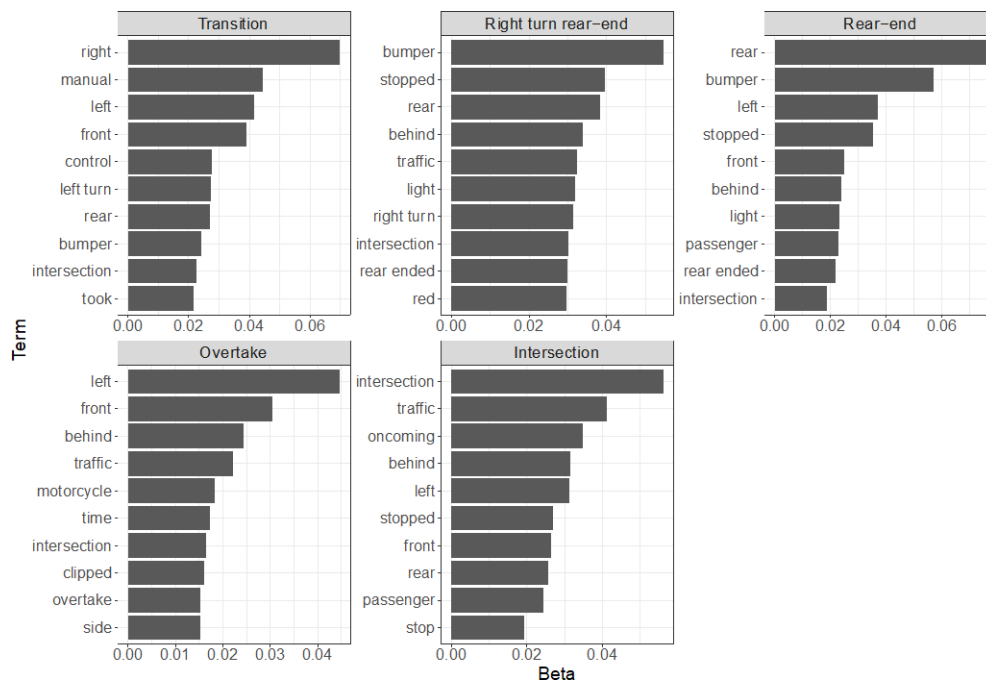 Transition
right
manual
left
front
control
left turn
rear
bumper
intersection
took
0.00 0.02 0.04 0.06
Right turn rear−end
bumper
stopped
rear
behind
traffic
light
right turn
intersection
rear ended
red
0.00 0.02 0.04
Rear−end
rear
bumper
left
stopped
front
behind
light
passenger
rear ended
intersection
0.00 0.02 0.04 0.06
Term
Overtake
left
front
behind
traffic
motorcycle
time
intersection
clipped
overtake
side
0.00 0.01 0.02 0.03 0.04
Intersection
intersection
traffic
oncoming
behind
left
stopped
front
rear
passenger
stop
0.00 0.02 0.04
Beta